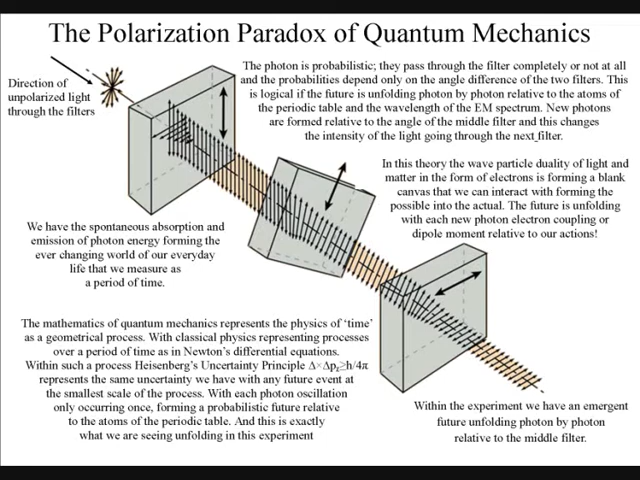 The Polarization Paradox of Quantum Mechanics
Direction of
unpolarized light
through the filters
The photon is probabilistic; they pass through the filter completely or not at all
and the probabilities depend only on the angle difference of the two filters. This
is logical if the future is unfolding photon by photon relative to the atoms of
the periodic table and the wavelength of the EM spectrum. New photons
are formed relative to the angle of the middle filter and this changes
the intensity of the light going through the next filter.
In this theory the wave particle duality of light and
matter in the form of electrons is forming a blank
canvas that we can interact with forming the
possible into the actual. The future is unfolding
with each new photon electron coupling or
dipole moment relative to our actions!
We have the spontaneous absorption and
emission of photon energy forming the
ever changing world of our everyday
life that we measure as
a period of time.
The mathematics of quantum mechanics represents the physics of ‘time’
as a geometrical process. With classical physics representing processes
over a period of time as in Newton's differential equations.
Within such a process Heisenberg's Uncertainty Principle Δ×Δpₓ≥h/4π
represents the same uncertainty we have with any future event at
the smallest scale of the process. With each photon oscillation
only occurring once, forming a probabilistic future relative
to the atoms of the periodic table. And this is exactly
what we are seeing unfolding in this experiment
Within the experiment we have an emergent
future unfolding photon by photon
relative to the middle filter.